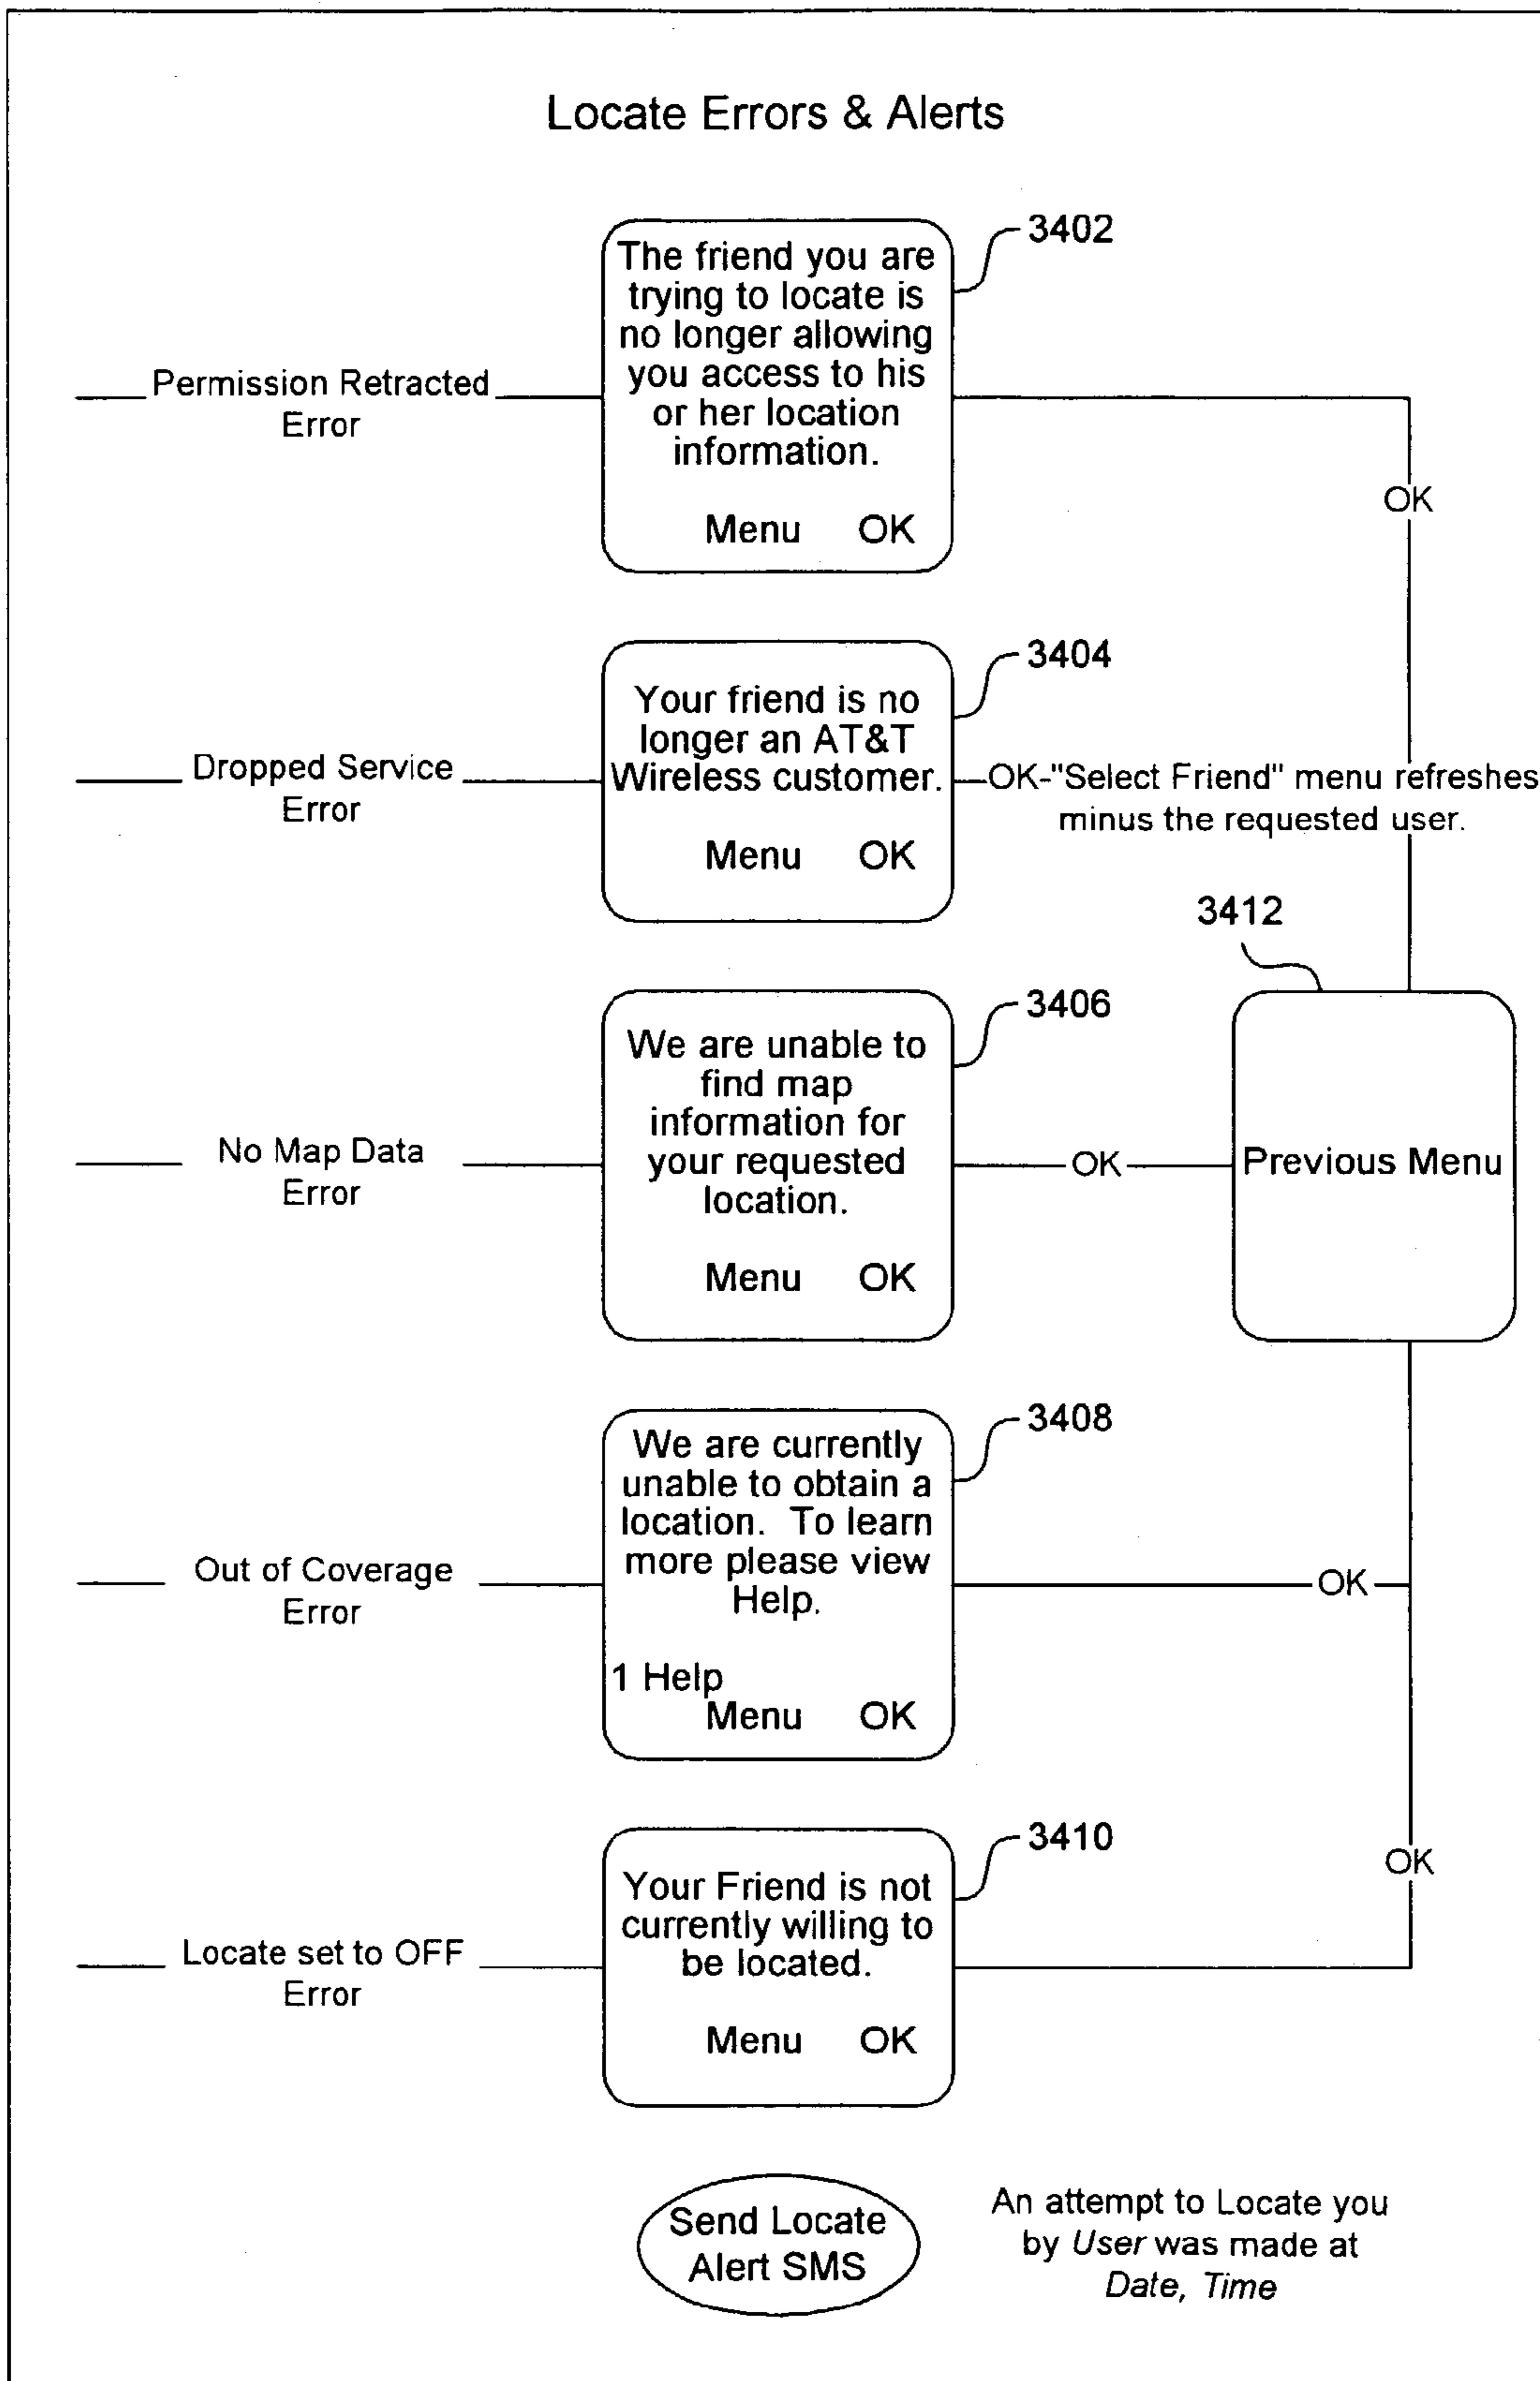 Locate Errors & Alerts
3402
The friend you are
trying to locate is
no longer allowing
you access to his
or her location
information.
Menu OK
Permission Retracted
Error
OK
3404
Your friend is no
longer an AT&T
Wireless customer.
Menu OK
Dropped Service
Error
OK-"Select Friend" menu refreshes
minus the requested user.
3412
3406
We are unable to
find map
information for
your requested
location.
Menu OK
No Map Data
Error
OK
Previous Menu
3408
We are currently
unable to obtain a
location. To learn
more please view
Help.
1 Help
Menu OK
Out of Coverage
Error
OK
3410
Your Friend is not
currently willing to
be located.
Menu OK
Locate set to OFF
Error
OK
Send Locate
Alert SMS
An attempt to Locate you
by User was made at
Date, Time